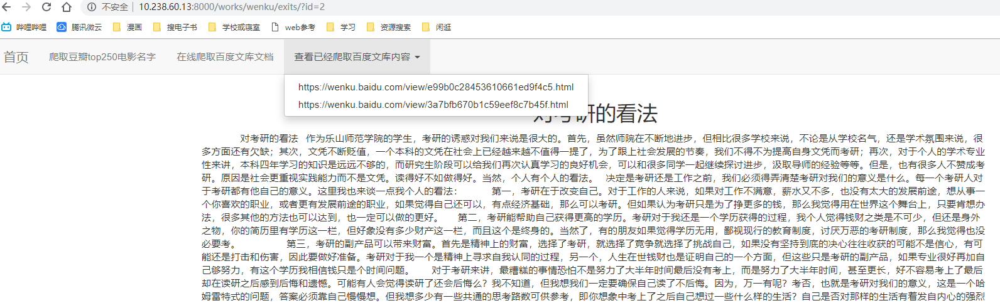 不安全 | 10.238.60.13:8000/works/wenku/exits/?id=2
哔哩哔哩 腾讯微云 漫画 搜电子书 学校或寝室 web参考 学习 资源搜索 闲逛
首页 爬取豆瓣top250电影名字 在线爬取百度文库文档 查看已经爬取百度文库内容
https://wenku.baidu.com/view/e99b0c28453610661ed9f4c5.html
https://wenku.baidu.com/view/3a7bfb670b1c59eef8c7b45f.html
对考研的看法
对考研的看法 作为乐山师范学院的学生，考研的诱惑对我们来说是很大的。首先，虽然师院在不断地进步，但相比很多学校来说，不论是从学校名气，还是学术氛围来说，很
多方面还有欠缺；其次，文凭不断贬值，一个本科的文凭在社会上已经越来越不值得一提了，为了跟上社会发展的节奏，我们不得不为提高自身文凭而考研；再次，对于个人的学术专业
性来讲，本科四年学习的知识是远远不够的，而研究生阶段可以给我们再次认真学习的良好机会，可以和很多同学一起继续探讨进步，汲取导师的经验等等。但是，也有很多人不赞成考
研。原因是社会更重视实践能力而不是文凭。读得好不如做得好。当然，个人有个人的看法。 决定是考研还是工作之前，我们必须得弄清楚考研对我们的意义是什么。每一个考研人对
于考研都有他自己的意义。这里我也来谈一点我个人的看法： 第一，考研在于改变自己。对于工作的人来说，如果对工作不满意，薪水又不多，也没有太大的发展前途，想从事一
个你喜欢的职业，或者更有发展前途的职业，如果觉得自己还可以，有点经济基础，那么可以考研。但如果认为考研只是为了挣更多的钱，那么我觉得用在世界这个舞台上，只要肯想办
法，很多其他的方法也可以达到，也一定可以做的更好。 第二，考研能帮助自己获得更高的学历。考研对于我还是一个学历获得的过程，我个人觉得钱财之类是不可少，但还是身外
之物，你的简历里有学历这一栏，但好象没有多少财产这一栏，而且这个是终身的。当然了，有的朋友如果觉得学历无用，鄙视现行的教育制度，讨厌万恶的考研制度，那么我觉得也没
必要考。 第三，考研的副产品可以带来财富。首先是精神上的财富，选择了考研，就选择了竞争就选择了挑战自己，如果没有坚持到底的决心往往收获的可能不是信心，有可
能还是打击和伤害，因此要做好准备。考研对于我一个是精神上寻求自我认同的过程，另一个，人生在世钱财也是证明自己的一个方面，但这些只是考研的副产品，如果专业很好再加自
己够努力，有这个学历我相信钱只是个时间问题。 对于考研来讲，最糟糕的事情恐怕不是努力了大半年时间最后没有考上，而是努力了大半年时间，甚至更长，好不容易考上了最后
却在读研之后感到后悔和遗憾。可能有人会觉得读研了还会后悔么？我不知道，但我想我们一定要确保自己读了不后悔。因为，万一有呢？考否，也就是考研对我们的意义，这是一个哈
姆雷特式的问题，答案必须靠自己慢慢想。但我想多少有一些共通的思考路数可供参考，即你想象中考上了之后自己想过一些什么样的生活？自己是否对那样的生活有着发自内心的强烈